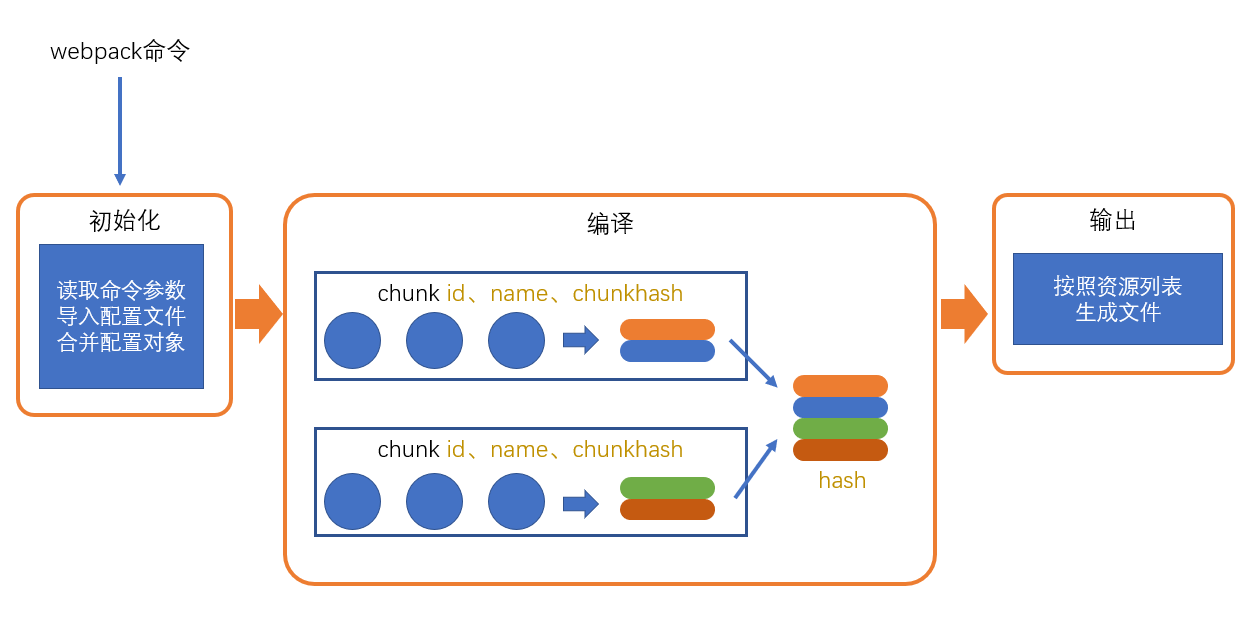 webpack命令
初始化
读取命令参数
导入配置文件
合并配置对象
编译
chunk id、name、chunkhash
chunk id、name、chunkhash
hash
输出
按照资源列表
生成文件